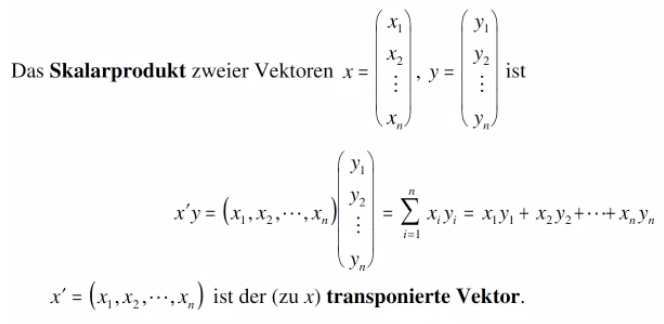 Das **Skalarprodukt** zweier Vektoren $x = \begin{pmatrix} x_1 \\ x_2 \\ \vdots \\ x_n \end{pmatrix}$, $y = \begin{pmatrix} y_1 \\ y_2 \\ \vdots \\ y_n \end{pmatrix}$ ist
$x'y = (x_1, x_2, \cdots, x_n) \begin{pmatrix} y_1 \\ y_2 \\ \vdots \\ y_n \end{pmatrix} = \sum_{i=1}^{n} x_i y_i = x_1 y_1 + x_2 y_2 + \cdots + x_n y_n$
$x' = (x_1, x_2, \cdots, x_n)$ ist der (zu $x$) **transponierte Vektor**.